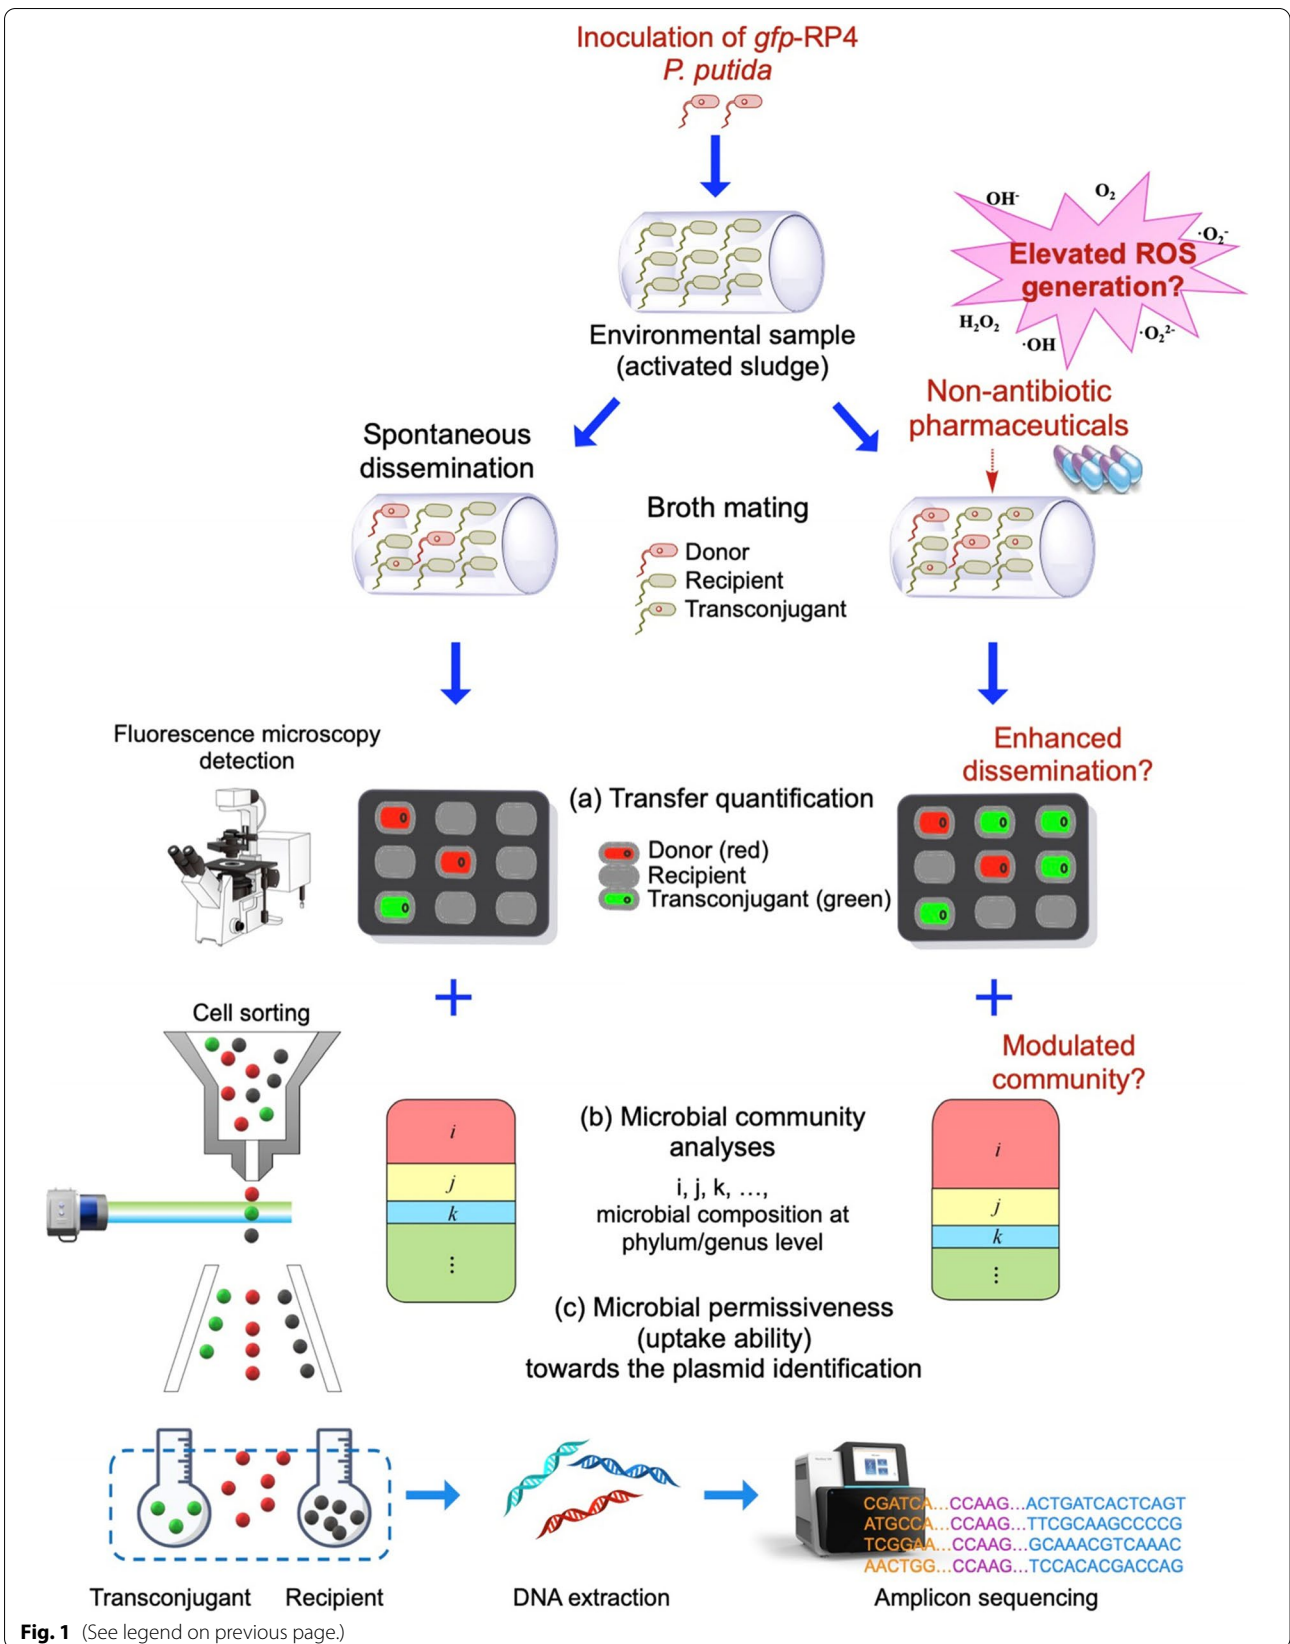 Inoculation of gfp-RP4
P. putida
OH-
O2
·O2-
Elevated ROS
generation?
H2O2
·OH
·O22-
Environmental sample
(activated sludge)
Non-antibiotic
pharmaceuticals
Spontaneous
dissemination
Broth mating
Donor
Recipient
Transconjugant
Fluorescence microscopy
detection
Enhanced
dissemination?
(a) Transfer quantification
Donor (red)
Recipient
Transconjugant (green)
Cell sorting
Modulated
community?
(b) Microbial community
analyses
i, j, k, ...,
microbial composition at
phylum/genus level
i
j
k
⋮
i
j
k
⋮
(c) Microbial permissiveness
(uptake ability)
towards the plasmid identification
CGATCA...CCAAG...ACTGATCACTCAGT
ATGCCA...CCAAG...TTCGCAAGCCCCG
TCGGAA...CCAAG...GCAAACGTCAAAC
AACTGG...CCAAG...TCCACACGACCAG
Transconjugant
Recipient
DNA extraction
Amplicon sequencing
Fig. 1 (See legend on previous page.)